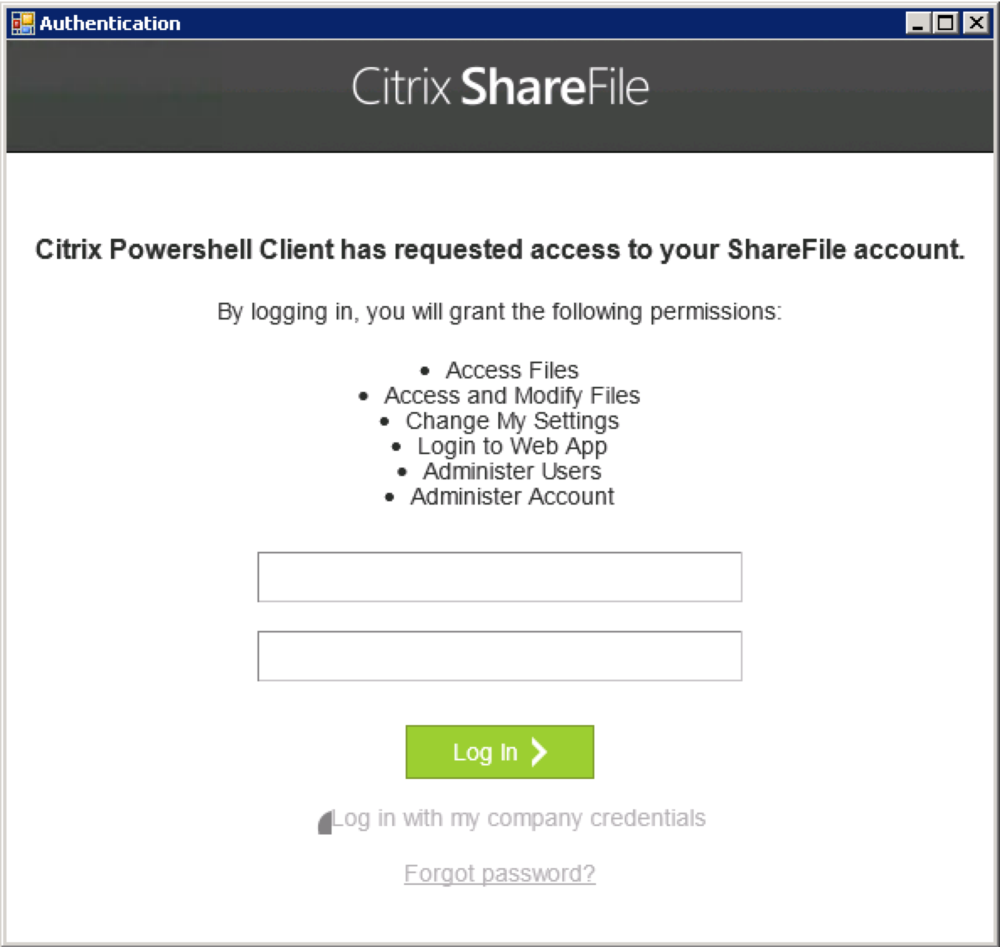 Authentication
Citrix ShareFile
Citrix Powershell Client has requested access to your ShareFile account.
By logging in, you will grant the following permissions:
• Access Files
• Access and Modify Files
• Change My Settings
• Login to Web App
• Administer Users
• Administer Account
Log In
Log in with my company credentials
Forgot password?